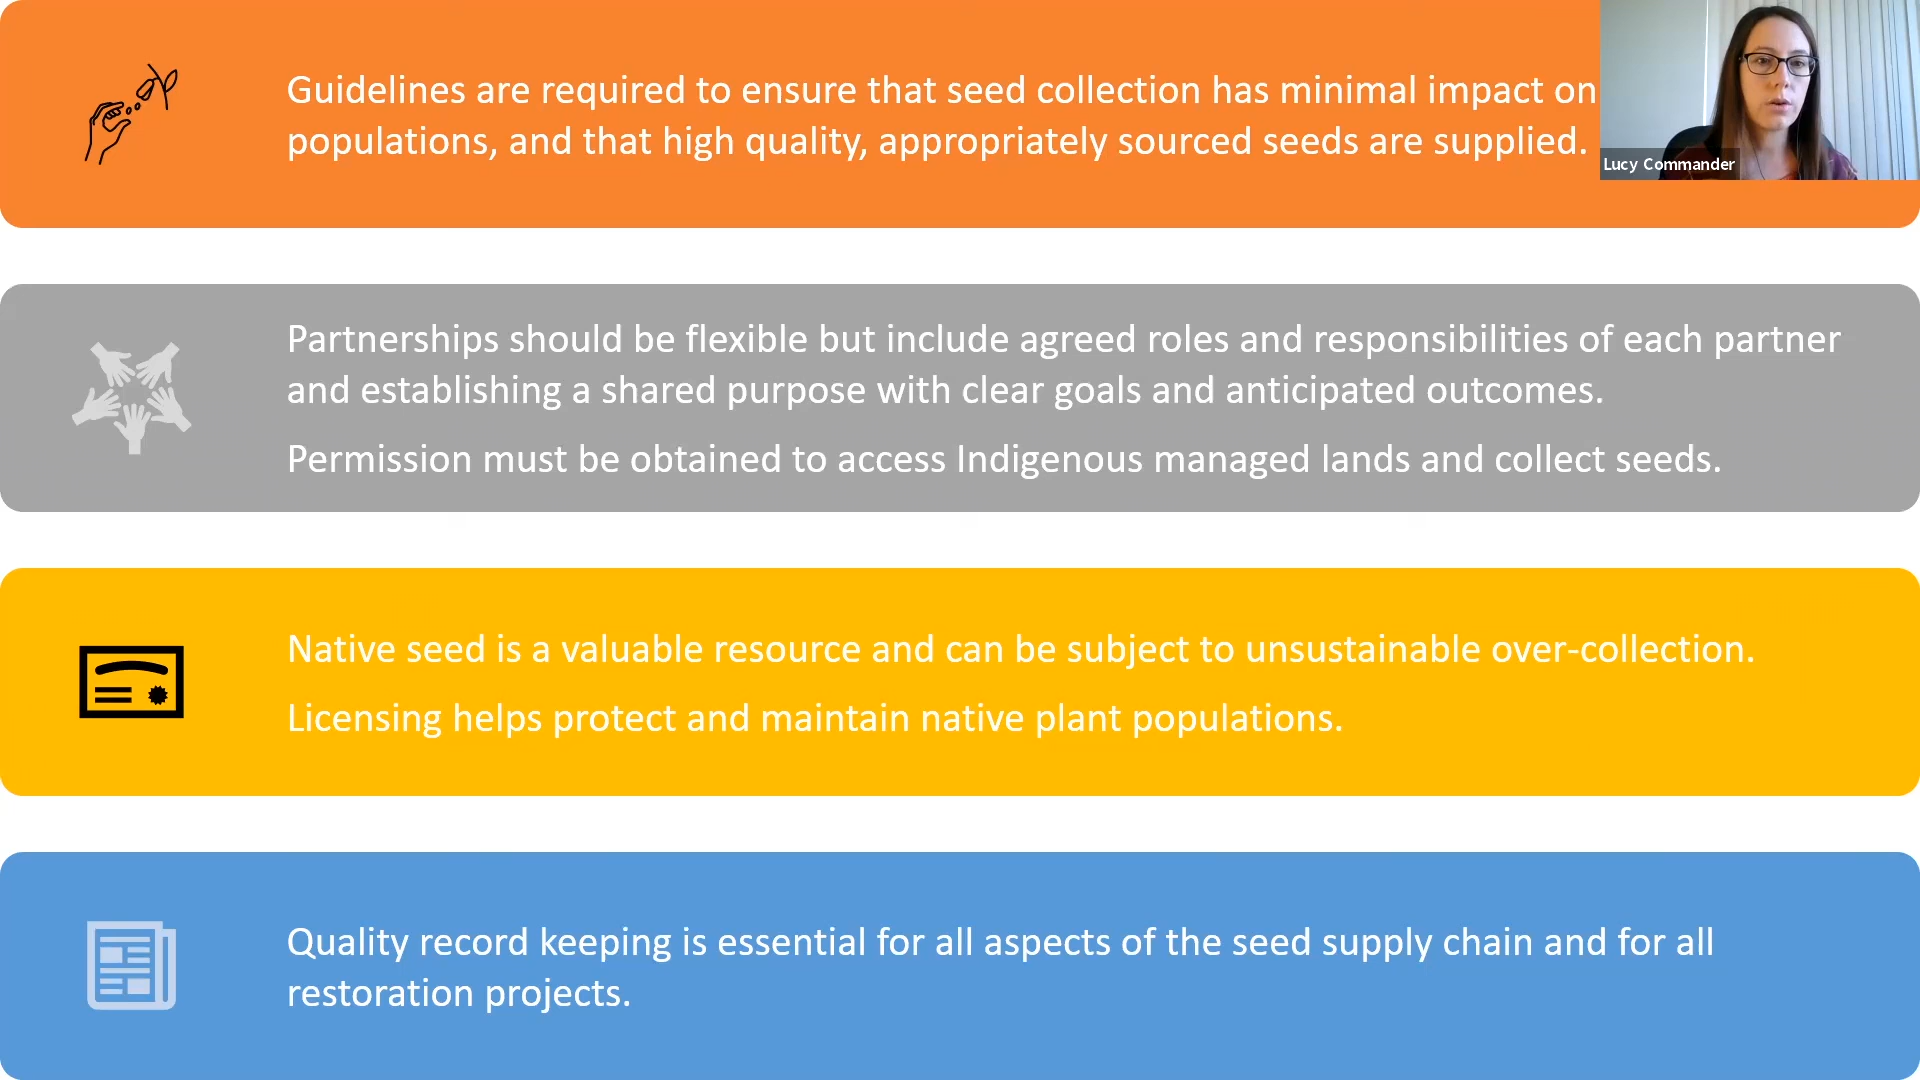 Guidelines are required to ensure that seed collection has minimal impact on
populations, and that high quality, appropriately sourced seeds are supplied.
Lucy Commander
Partnerships should be flexible but include agreed roles and responsibilities of each partner
and establishing a shared purpose with clear goals and anticipated outcomes.
Permission must be obtained to access Indigenous managed lands and collect seeds.
Native seed is a valuable resource and can be subject to unsustainable over-collection.
Licensing helps protect and maintain native plant populations.
Quality record keeping is essential for all aspects of the seed supply chain and for all
restoration projects.